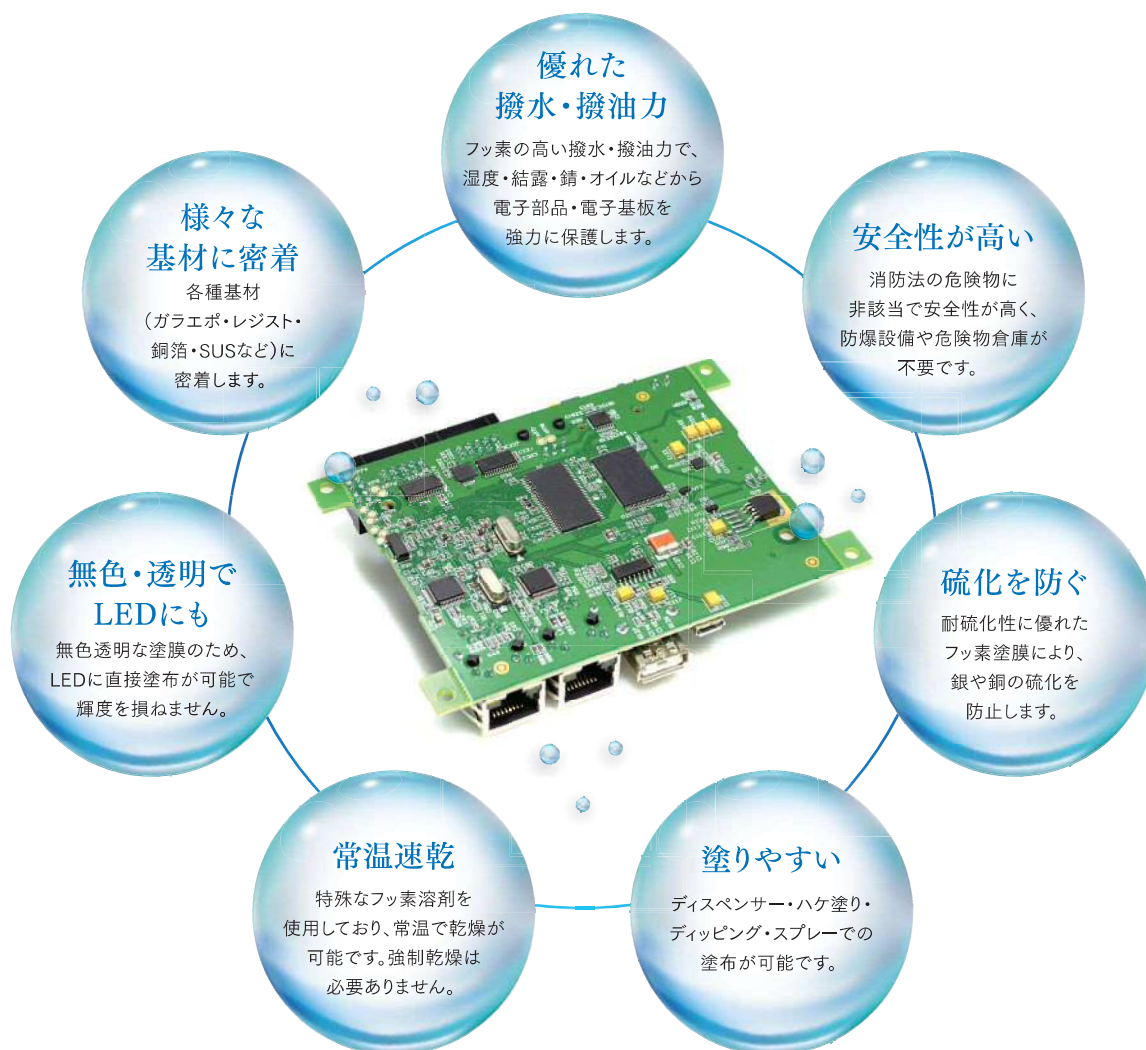 優れた
撥水・撥油力
フッ素の高い撥水・撥油力で、
湿度・結露・錆・オイルなどから
電子部品・電子基板を
強力に保護します。
安全性が高い
消防法の危険物に
非該当で安全性が高く、
防爆設備や危険物倉庫が
不要です。
硫化を防ぐ
耐硫化性に優れた
フッ素塗膜により、
銀や銅の硫化を
防止します。
塗りやすい
ディスペンサー・ハケ塗り・
ディッピング・スプレーでの
塗布が可能です。
常温速乾
特殊なフッ素溶剤を
使用しており、常温で乾燥が
可能です。強制乾燥は
必要ありません。
無色・透明で
LEDにも
無色透明な塗膜のため、
LEDに直接塗布が可能で
輝度を損ねません。
様々な
基材に密着
各種基材
（ガラエポ・レジスト・
銅箔・SUSなど）に
密着します。